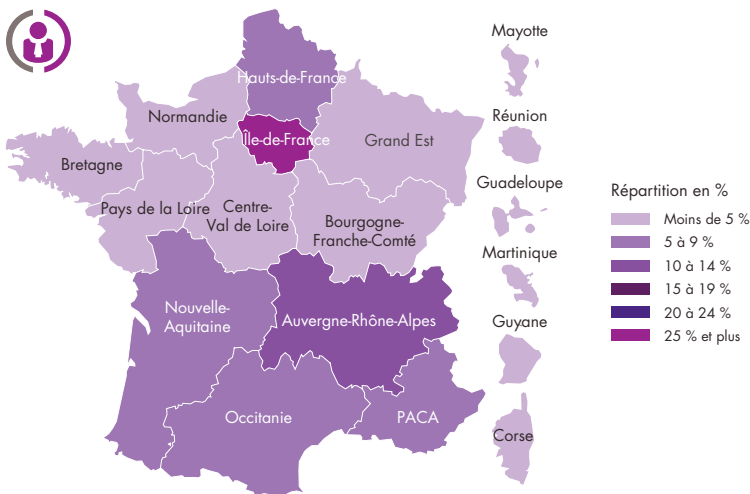 Mayotte
Hauts-de-France
Normandie
Réunion
Île-de-France
Grand Est
Bretagne
Guadeloupe
Répartition en %
Pays de la Loire
Centre-
Val de Loire
Bourgogne-
Franche-Comté
Moins de 5 %
5 à 9 %
Martinique
10 à 14 %
15 à 19 %
Nouvelle-
Aquitaine
Auvergne-Rhône-Alpes
Guyane
20 à 24 %
25 % et plus
Occitanie
PACA
Corse